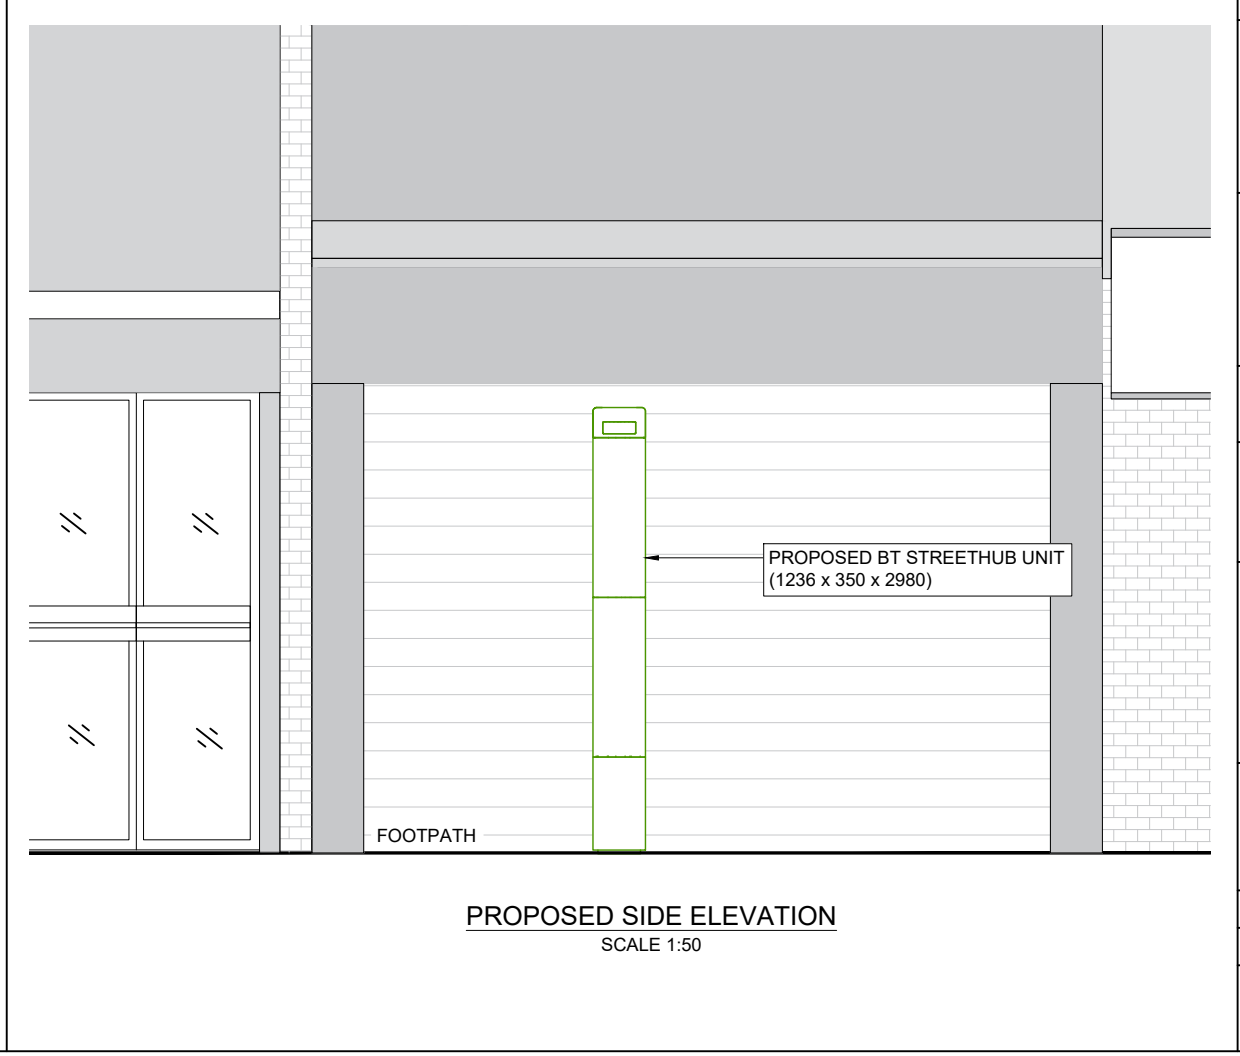 PROPOSED BT STREETHUB UNIT
(1236 x 350 x 2980)
FOOTPATH
PROPOSED SIDE ELEVATION
SCALE 1:50